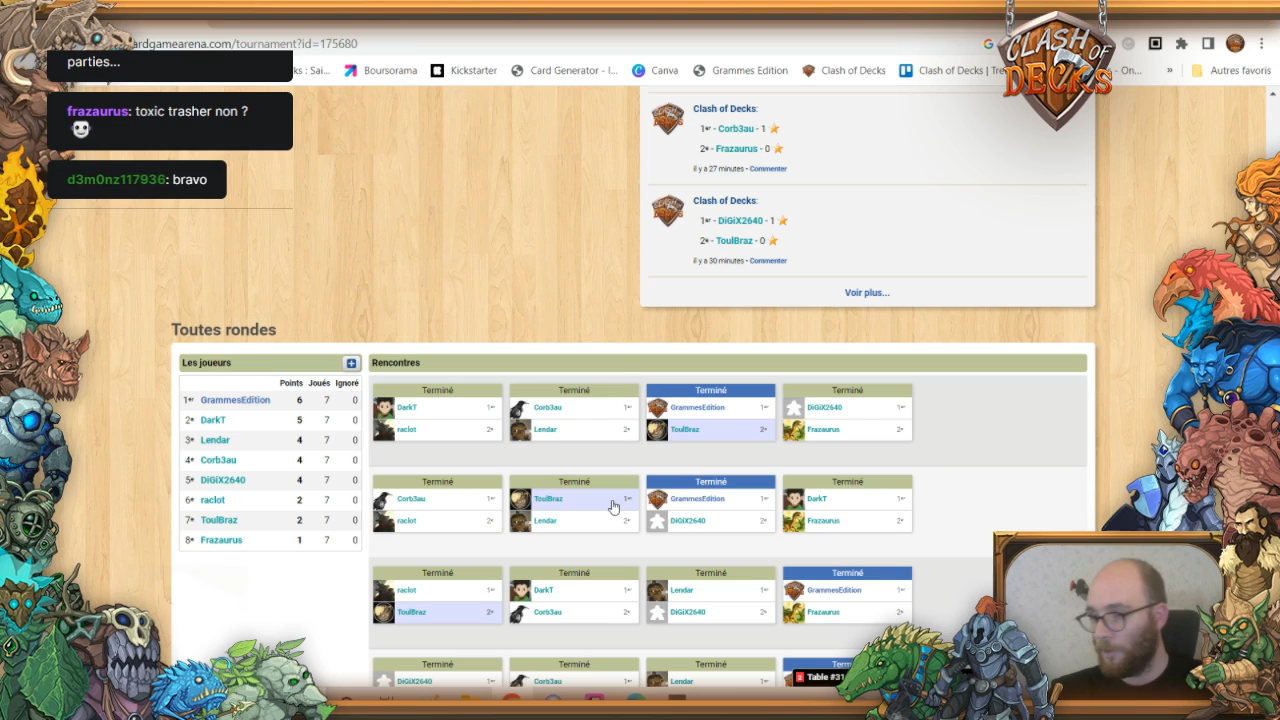 ardgamearena.com/tournament?id=175680
ks : Sai...
Boursorama
Kickstarter
Card Generator - I...
Canva
Grammes Edition
Clash of Decks
Clash of Decks | Tre
- On...
»
Autres favoris
CLASH OF DECKS
parties...
frazaurus: toxic trasher non ?
d3m0nz117936: bravo
Clash of Decks:
1er - Corb3au - 1
2e - Frazaurus - 0
il y a 27 minutes - Commenter
Clash of Decks:
1er - DiGiX2640 - 1
2e - ToulBraz - 0
il y a 30 minutes - Commenter
Voir plus...
Toutes rondes
Les joueurs
Points Joués Ignoré
1er GrammesEdition 6 7 0
2e DarkT 5 7 0
3e Lendar 4 7 0
4e Corb3au 4 7 0
5e DiGiX2640 4 7 0
6e raclot 2 7 0
7e ToulBraz 2 7 0
8e Frazaurus 1 7 0
Rencontres
Terminé Terminé Terminé Terminé
DarkT 1er Corb3au 1er GrammesEdition 1er DiGiX2640 1er
raclot 2e Lendar 2e ToulBraz 2e Frazaurus 2e
Terminé Terminé Terminé Terminé
Corb3au 1er ToulBraz 1er GrammesEdition 1er DarkT 1er
raclot 2e Lendar 2e DiGiX2640 2e Frazaurus 2e
Terminé Terminé Terminé Terminé
raclot 1er DarkT 1er Lendar 1er GrammesEdition 1er
ToulBraz 2e Corb3au 2e DiGiX2640 2e Frazaurus 2e
Terminé Terminé Terminé Term
DiGiX2640 1er Corb3au 1er Lendar 1er
Table #31